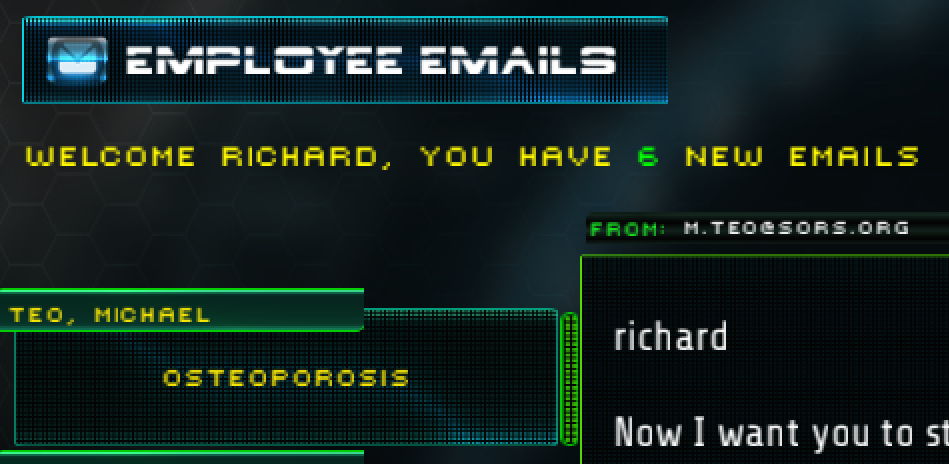 EMPLOYEE EMAILS
WELCOME RICHARD, YOU HAVE 6 NEW EMAILS
FROM: M.TEO@SORS.ORG
TEO, MICHAEL
OSTEOPOROSIS
richard
Now I want you to st